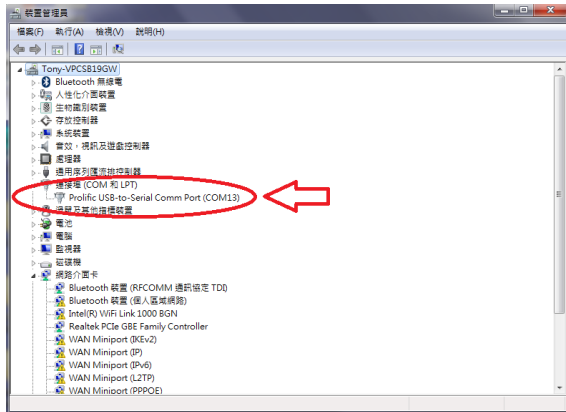 裝置管理員
檔案(F) 執行(A) 檢視(V) 說明(H)
Tony-VPCSB19GW
Bluetooth 無線電
人性化介面裝置
生物識別裝置
存放控制器
系統裝置
音效，視訊及遊戲控制器
處理器
通用序列匯流排控制器
連接埠 (COM 和 LPT)
Prolific USB-to-Serial Comm Port (COM13)
滑鼠及其他指標裝置
電池
電腦
監視器
磁碟機
網路介面卡
Bluetooth 裝置 (RFCOMM 通訊協定 TDI)
Bluetooth 裝置 (個人區域網路)
Intel(R) WiFi Link 1000 BGN
Realtek PCIe GBE Family Controller
WAN Miniport (IKEv2)
WAN Miniport (IP)
WAN Miniport (IPv6)
WAN Miniport (L2TP)
WAN Miniport (PPPOE)